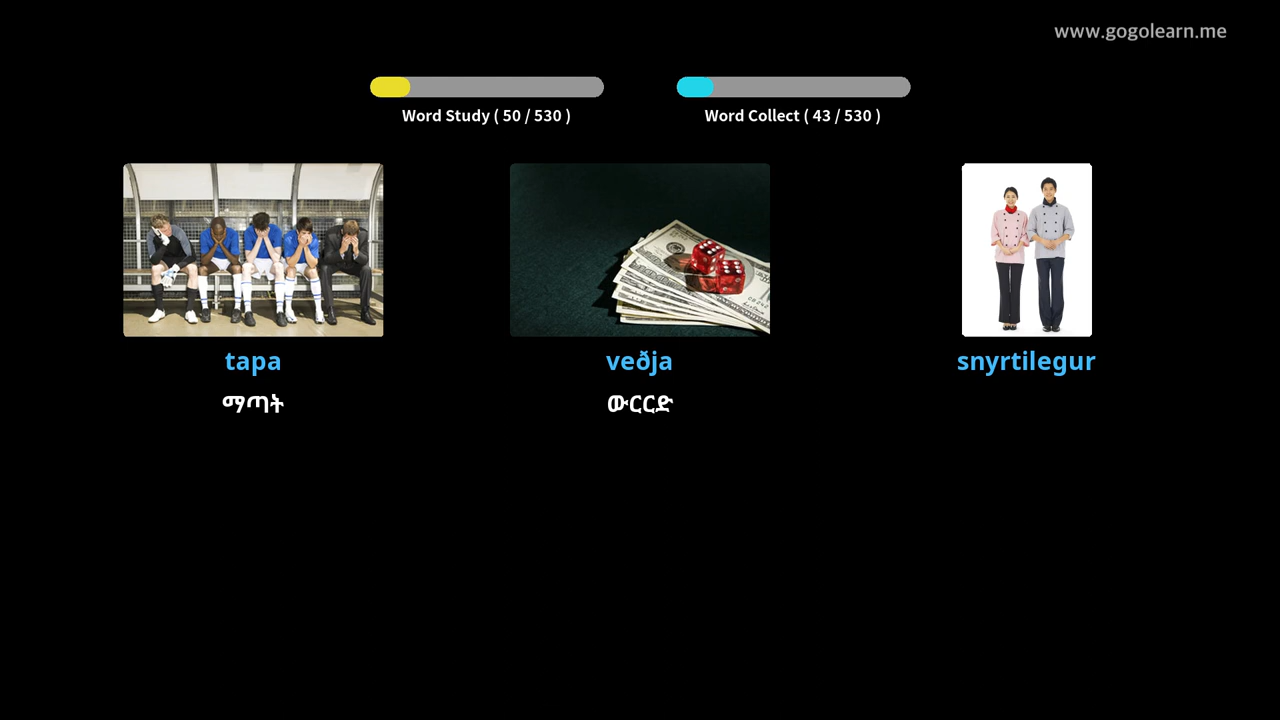 www.gogolearn.me
Word Study ( 50 / 530 )
Word Collect ( 43 / 530 )
tapa
veðja
snyrtilegur
ማጣት
ውርርድ